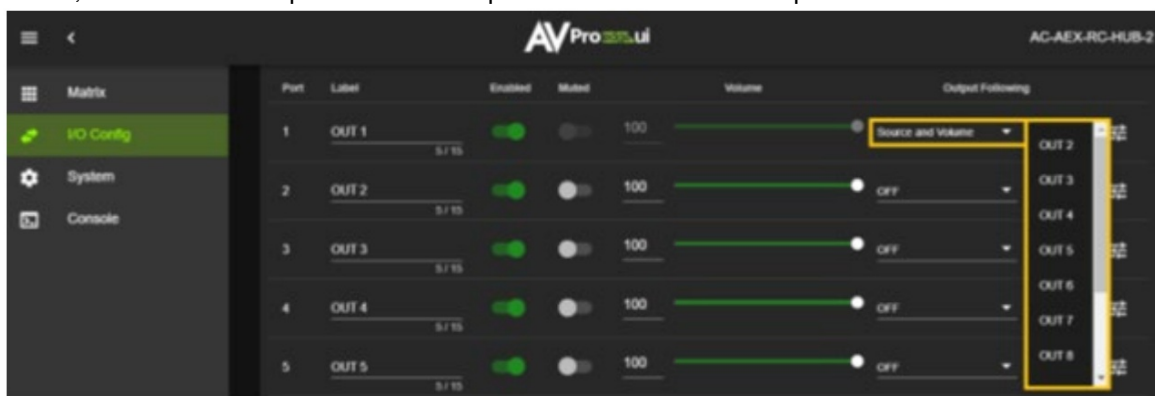 AVPro .ui AC-AEX-RC-HUB-2
Matrix
I/O Config
System
Console
Port Label Enabled Muted Volume Output Following
1 OUT 1 100 Source and Volume
5 / 15
2 OUT 2 100 OFF
5 / 15
3 OUT 3 100 OFF
5 / 15
4 OUT 4 100 OFF
5 / 15
5 OUT 5 100 OFF
5 / 15
OUT 2
OUT 3
OUT 4
OUT 5
OUT 6
OUT 7
OUT 8